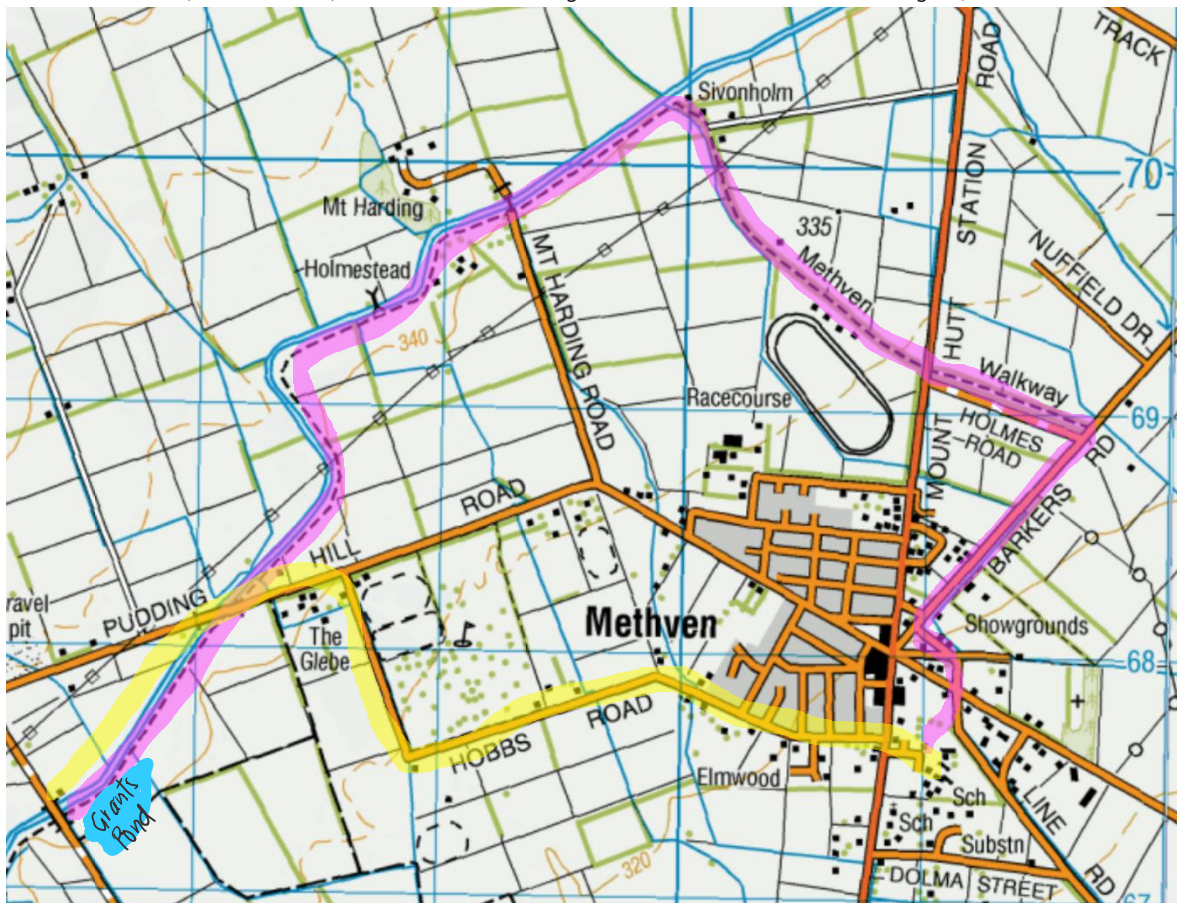 TRACK
Sivonholm
ROAD
70
STATION
Mt Harding
335
NUFFIELD DR
Methven
Holmestead
MT HARDING ROAD
340
HUTT
Walkway
Racecourse
69
HOLMES
ROAD
MOUNT
RD
ROAD
BARKERS
HILL
PUDDING
ravel
pit
Methven
Showgrounds
The
Glebe
68
ROAD
HOBBS
Elmwood
Grants
Pond
Sch
LINE
Sch
Substn
320
DOLMA STREET
RD
67